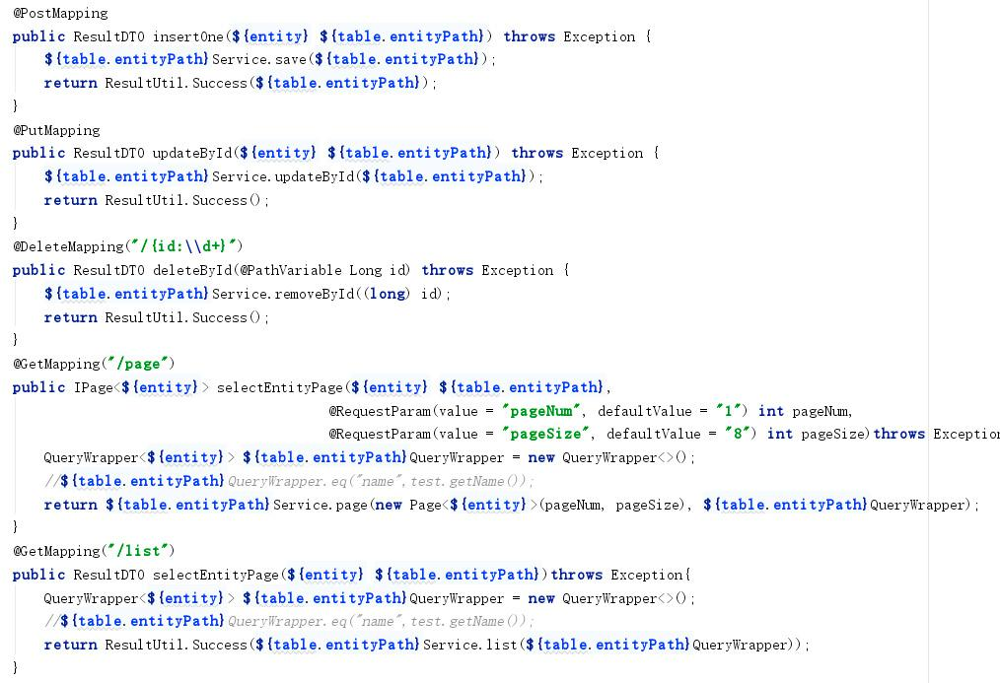 @PostMapping
public ResultDTO insertOne(${entity} ${table.entityPath}) throws Exception {
    ${table.entityPath}Service.save(${table.entityPath});
    return ResultUtil.Success(${table.entityPath});
}
@PutMapping
public ResultDTO updateById(${entity} ${table.entityPath}) throws Exception {
    ${table.entityPath}Service.updateById(${table.entityPath});
    return ResultUtil.Success();
}
@DeleteMapping("/{id:\\d+}")
public ResultDTO deleteById(@PathVariable Long id) throws Exception {
    ${table.entityPath}Service.removeById((long) id);
    return ResultUtil.Success();
}
@GetMapping("/page")
public IPage<${entity}> selectEntityPage(${entity} ${table.entityPath},
                                    @RequestParam(value = "pageNum", defaultValue = "1") int pageNum,
                                    @RequestParam(value = "pageSize", defaultValue = "8") int pageSize)throws Exception
    QueryWrapper<${entity}> ${table.entityPath}QueryWrapper = new QueryWrapper<>();
    //${table.entityPath}QueryWrapper.eq("name",test.getName());
    return ${table.entityPath}Service.page(new Page<${entity}>(pageNum, pageSize), ${table.entityPath}QueryWrapper);
}
@GetMapping("/list")
public ResultDTO selectEntityPage(${entity} ${table.entityPath})throws Exception{
    QueryWrapper<${entity}> ${table.entityPath}QueryWrapper = new QueryWrapper<>();
    //${table.entityPath}QueryWrapper.eq("name",test.getName());
    return ResultUtil.Success(${table.entityPath}Service.list(${table.entityPath}QueryWrapper));
}